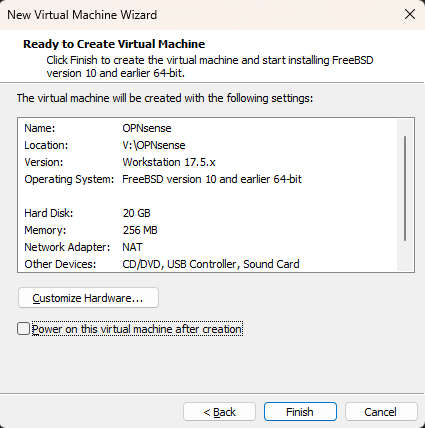 New Virtual Machine Wizard
Ready to Create Virtual Machine
Click Finish to create the virtual machine and start installing FreeBSD
version 10 and earlier 64-bit.
The virtual machine will be created with the following settings:
Name: OPNsense
Location: V:\OPNsense
Version: Workstation 17.5.x
Operating System: FreeBSD version 10 and earlier 64-bit
Hard Disk: 20 GB
Memory: 256 MB
Network Adapter: NAT
Other Devices: CD/DVD, USB Controller, Sound Card
Customize Hardware...
Power on this virtual machine after creation
< Back Finish Cancel